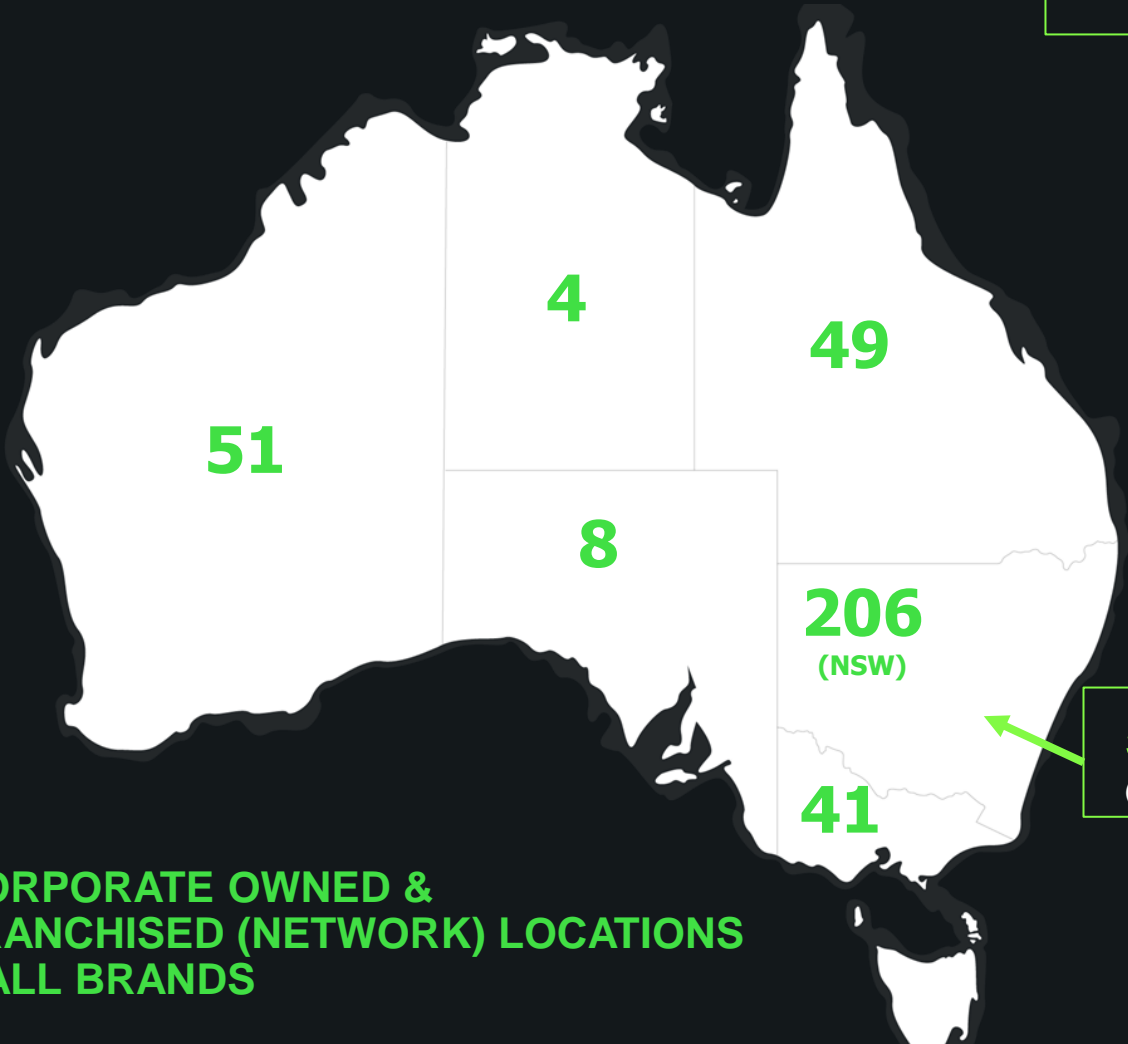 4
49
51
8
206
(NSW)
41
ORPORATE OWNED &
RANCHISED (NETWORK) LOCATIONS
ALL BRANDS